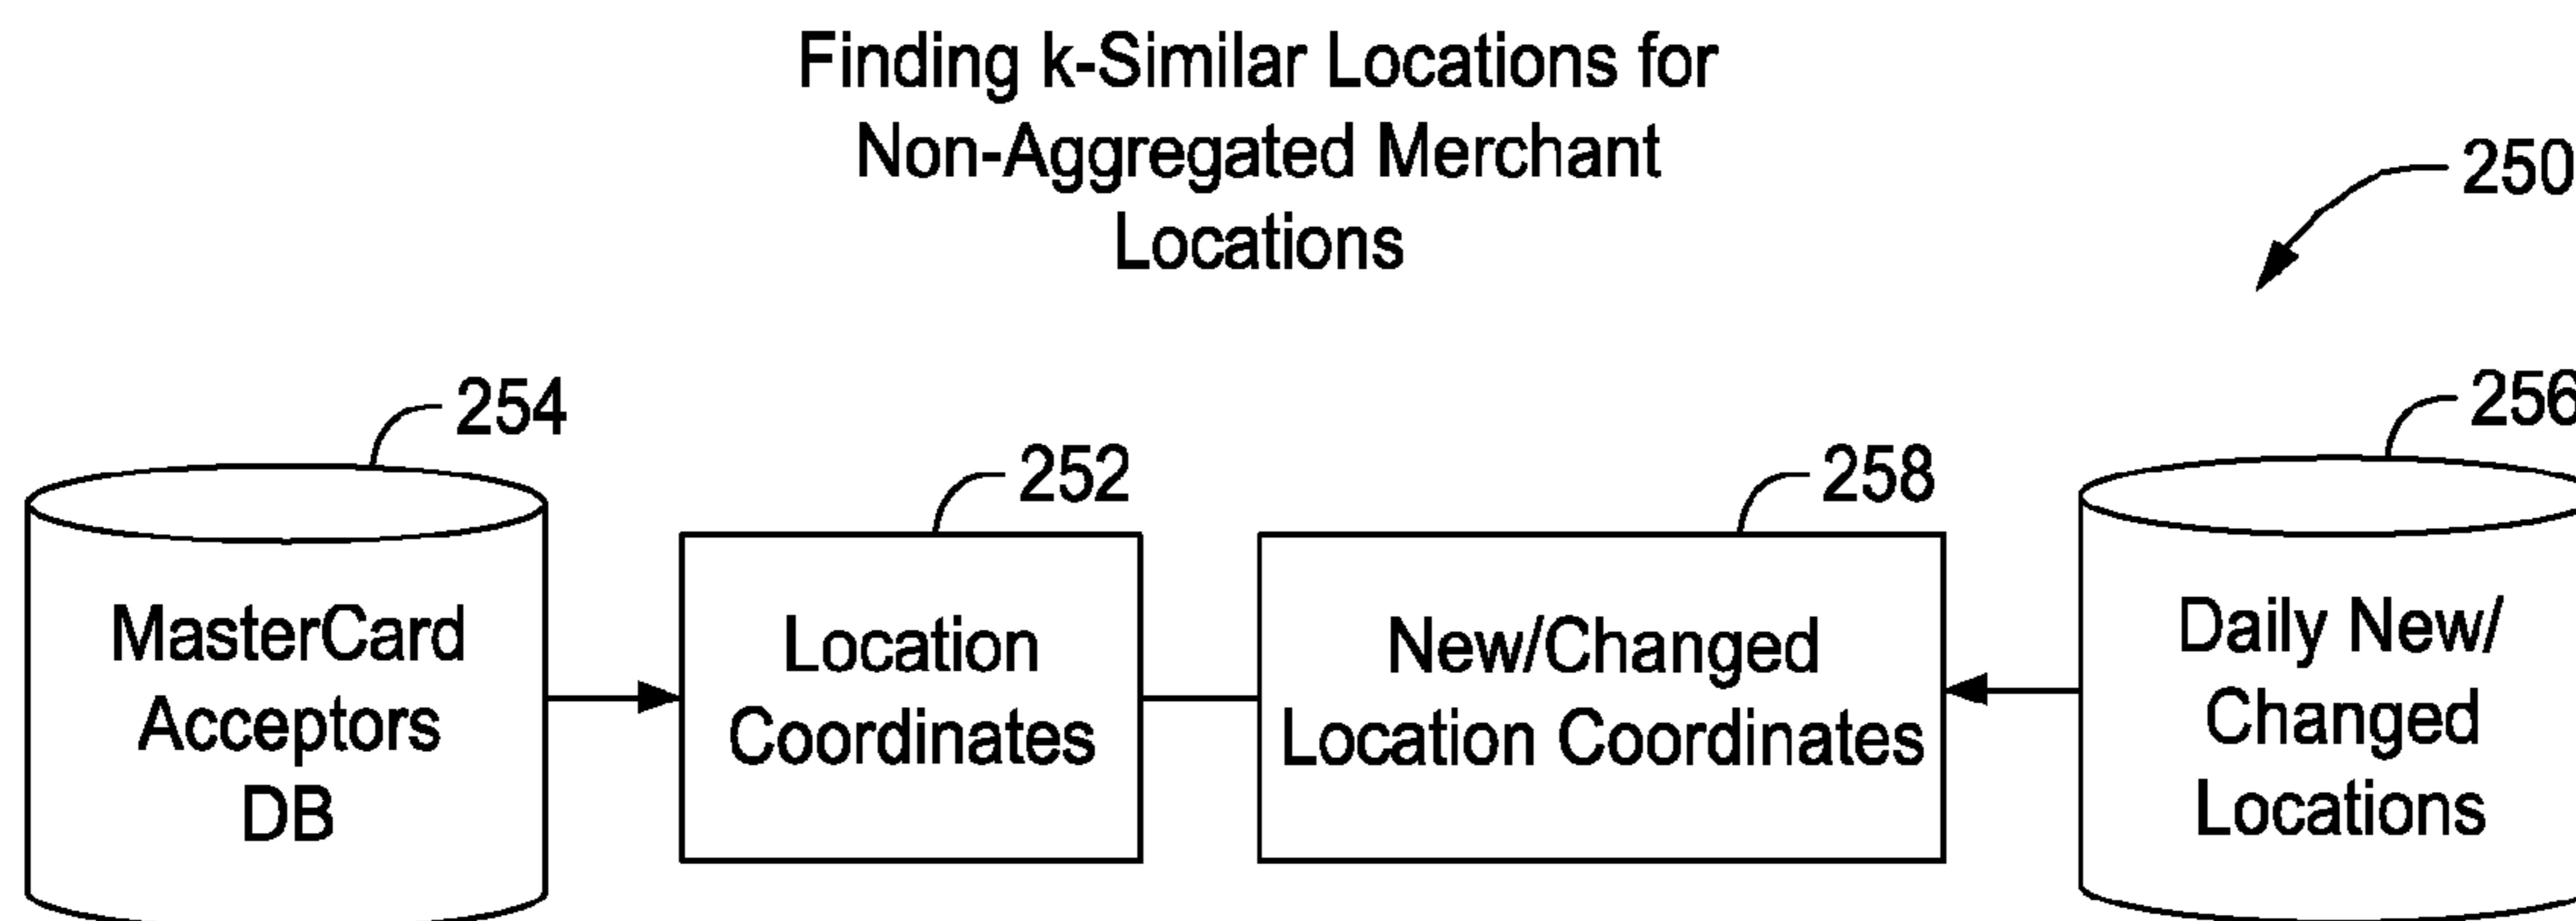 Finding k-Similar Locations for
Non-Aggregated Merchant
Locations
250
254
252
258
256
MasterCard
Acceptors
DB
Location
Coordinates
New/Changed
Location Coordinates
Daily New/
Changed
Locations